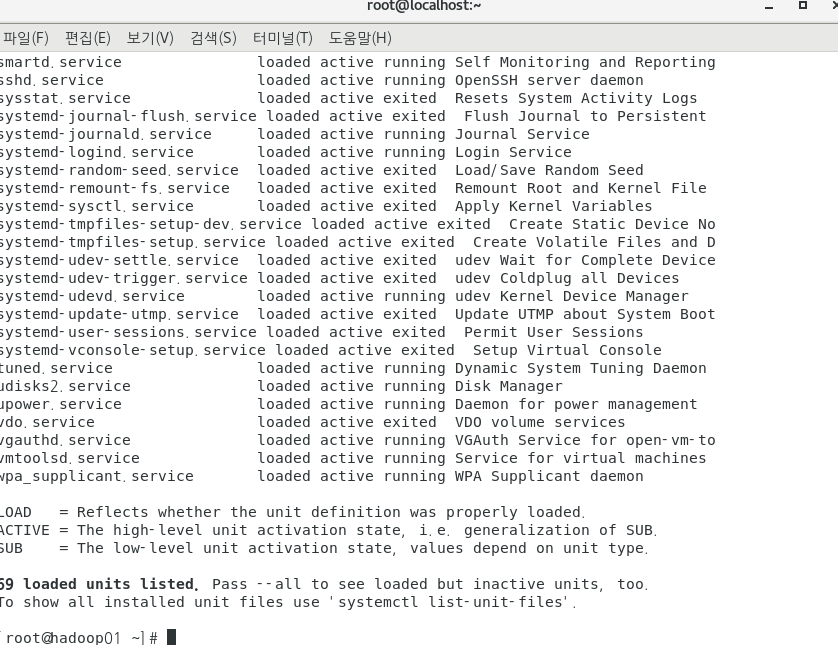 root@localhost:~
파일(F) 편집(E) 보기(V) 검색(S) 터미널(T) 도움말(H)
smartd.service loaded active running Self Monitoring and Reporting
sshd.service loaded active running OpenSSH server daemon
sysstat.service loaded active exited Resets System Activity Logs
systemd-journal-flush.service loaded active exited Flush Journal to Persistent
systemd-journald.service loaded active running Journal Service
systemd-logind.service loaded active running Login Service
systemd-random-seed.service loaded active exited Load/Save Random Seed
systemd-remount-fs.service loaded active exited Remount Root and Kernel File
systemd-sysctl.service loaded active exited Apply Kernel Variables
systemd-tmpfiles-setup-dev.service loaded active exited Create Static Device No
systemd-tmpfiles-setup.service loaded active exited Create Volatile Files and D
systemd-udev-settle.service loaded active exited udev Wait for Complete Device
systemd-udev-trigger.service loaded active exited udev Coldplug all Devices
systemd-udevd.service loaded active running udev Kernel Device Manager
systemd-update-utmp.service loaded active exited Update UTMP about System Boot
systemd-user-sessions.service loaded active exited Permit User Sessions
systemd-vconsole-setup.service loaded active exited Setup Virtual Console
tuned.service loaded active running Dynamic System Tuning Daemon
udisks2.service loaded active running Disk Manager
upower.service loaded active running Daemon for power management
vdo.service loaded active exited VDO volume services
vgauthd.service loaded active running VGAuth Service for open-vm-to
vmtoolsd.service loaded active running Service for virtual machines
wpa_supplicant.service loaded active running WPA Supplicant daemon
LOAD = Reflects whether the unit definition was properly loaded.
ACTIVE = The high-level unit activation state, i.e. generalization of SUB.
SUB = The low-level unit activation state, values depend on unit type.
69 loaded units listed. Pass --all to see loaded but inactive units, too.
To show all installed unit files use 'systemctl list-unit-files'.
[root@hadoop01 ~]#